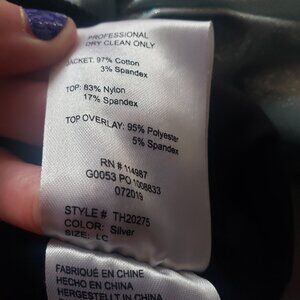 PROFESSIONAL
DRY CLEAN ONLY
JACKET: 97% Cotton
3% Spandex
TOP: 83% Nylon
17% Spandex
TOP OVERLAY: 95% Polyester
5% Spandex
RN # 114987
G0053 PO 1008833
072019
STYLE # TH20275
COLOR: Silver
SIZE: LC
FABRIQUÉ EN CHINE
HECHO EN CHINA
HERGESTELLT IN CHINA